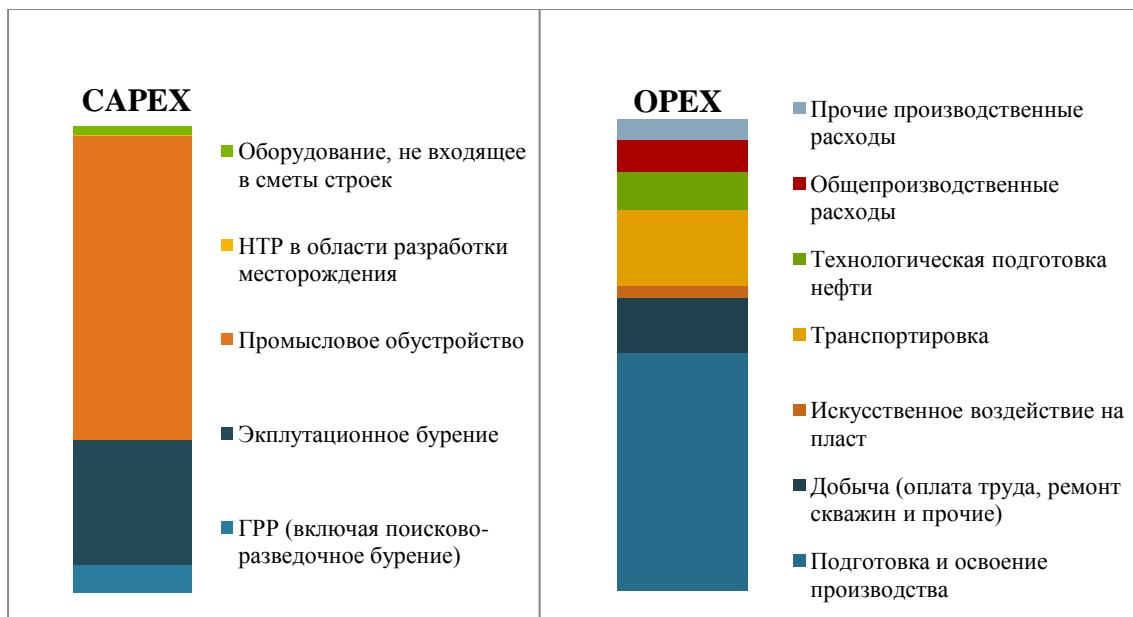 CAPEX
Оборудование, не входящее
в сметы строек
НТР в области разработки
месторождения
Промысловое обустройство
Экплутационное бурение
ГРР (включая поисково-
разведочное бурение)
OPEX
Прочие производственные
расходы
Общепроизводственные
расходы
Технологическая подготовка
нефти
Транспортировка
Искусственное воздействие на
пласт
Добыча (оплата труда, ремонт
скважин и прочие)
Подготовка и освоение
производства